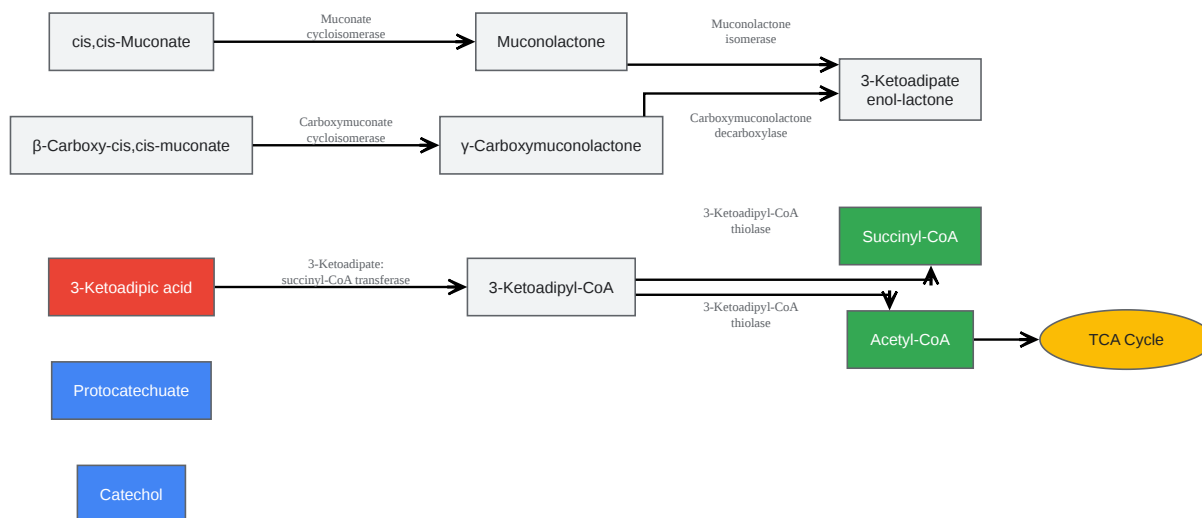 Muconate
cycloisomerase
Muconolactone
isomerase
cis,cis-Muconate
Muconolactone
3-Ketoadipate
enol-lactone
Carboxymuconate
cycloisomerase
Carboxymuconolactone
decarboxylase
β-Carboxy-cis,cis-muconate
γ-Carboxymuconolactone
3-Ketoadipyl-CoA
thiolase
Succinyl-CoA
3-Ketoadipate:
succinyl-CoA transferase
3-Ketoadipic acid
3-Ketoadipyl-CoA
3-Ketoadipyl-CoA
thiolase
Acetyl-CoA
TCA Cycle
Protocatechuate
Catechol